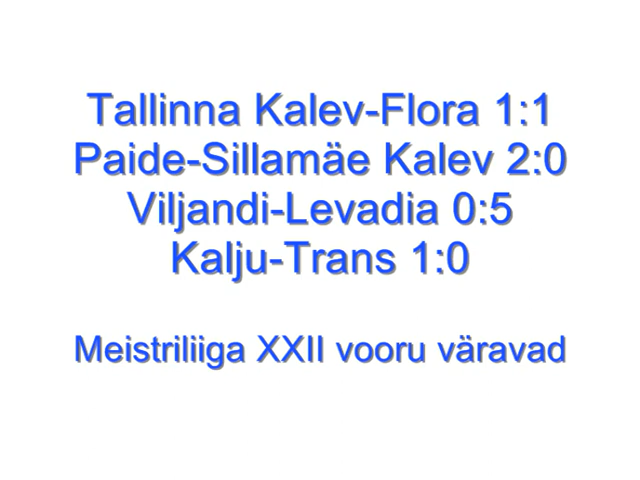 Tallinna Kalev-Flora 1:1
Paide-Sillamäe Kalev 2:0
Viljandi-Levadia 0:5
Kalju-Trans 1:0
Meistriliiga XXII vooru väravad